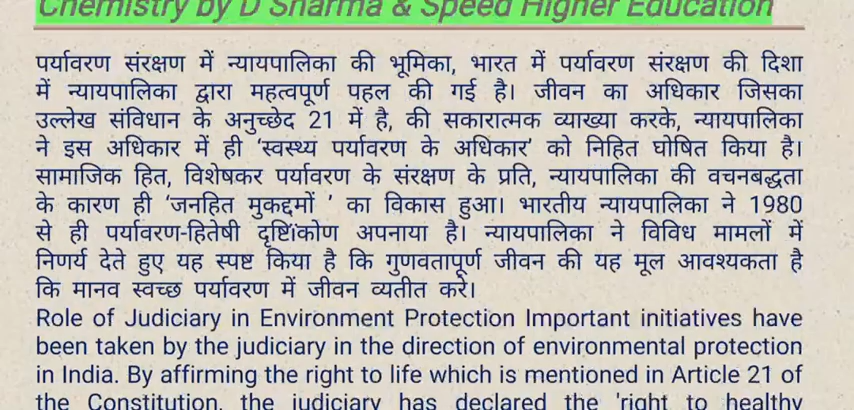 Chemistry by D Sharma & Speed Higher Education
पर्यावरण संरक्षण में न्यायपालिका की भूमिका, भारत में पर्यावरण संरक्षण की दिशा
में न्यायपालिका द्वारा महत्वपूर्ण पहल की गई है। जीवन का अधिकार जिसका
उल्लेख संविधान के अनुच्छेद 21 में है, की सकारात्मक व्याख्या करके, न्यायपालिका
ने इस अधिकार में ही ‘स्वस्थ्य पर्यावरण के अधिकार’ को निहित घोषित किया है।
सामाजिक हित, विशेषकर पर्यावरण के संरक्षण के प्रति, न्यायपालिका की वचनबद्धता
के कारण ही ‘जनहित मुकद्दमों ’ का विकास हुआ। भारतीय न्यायपालिका ने 1980
से ही पर्यावरण-हितेषी दृष्टिंकोण अपनाया है। न्यायपालिका ने विविध मामलों में
निणर्य देते हुए यह स्पष्ट किया है कि गुणवतापूर्ण जीवन की यह मूल आवश्यकता है
कि मानव स्वच्छ पर्यावरण में जीवन व्यतीत करे।
Role of Judiciary in Environment Protection Important initiatives have
been taken by the judiciary in the direction of environmental protection
in India. By affirming the right to life which is mentioned in Article 21 of
the Constitution, the judiciary has declared the 'right to healthy